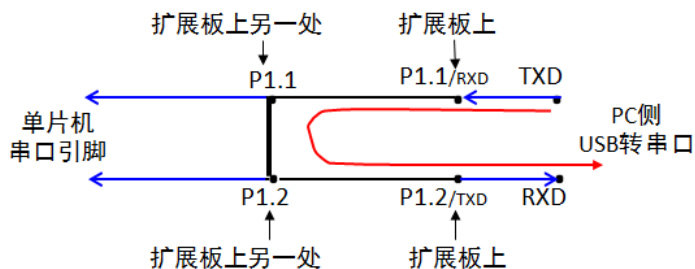 扩展板上另一处 扩展板上
P1.1 P1.1/RXD TXD
单片机
串口引脚
PC侧
USB转串口
P1.2 P1.2/TXD RXD
扩展板上另一处 扩展板上